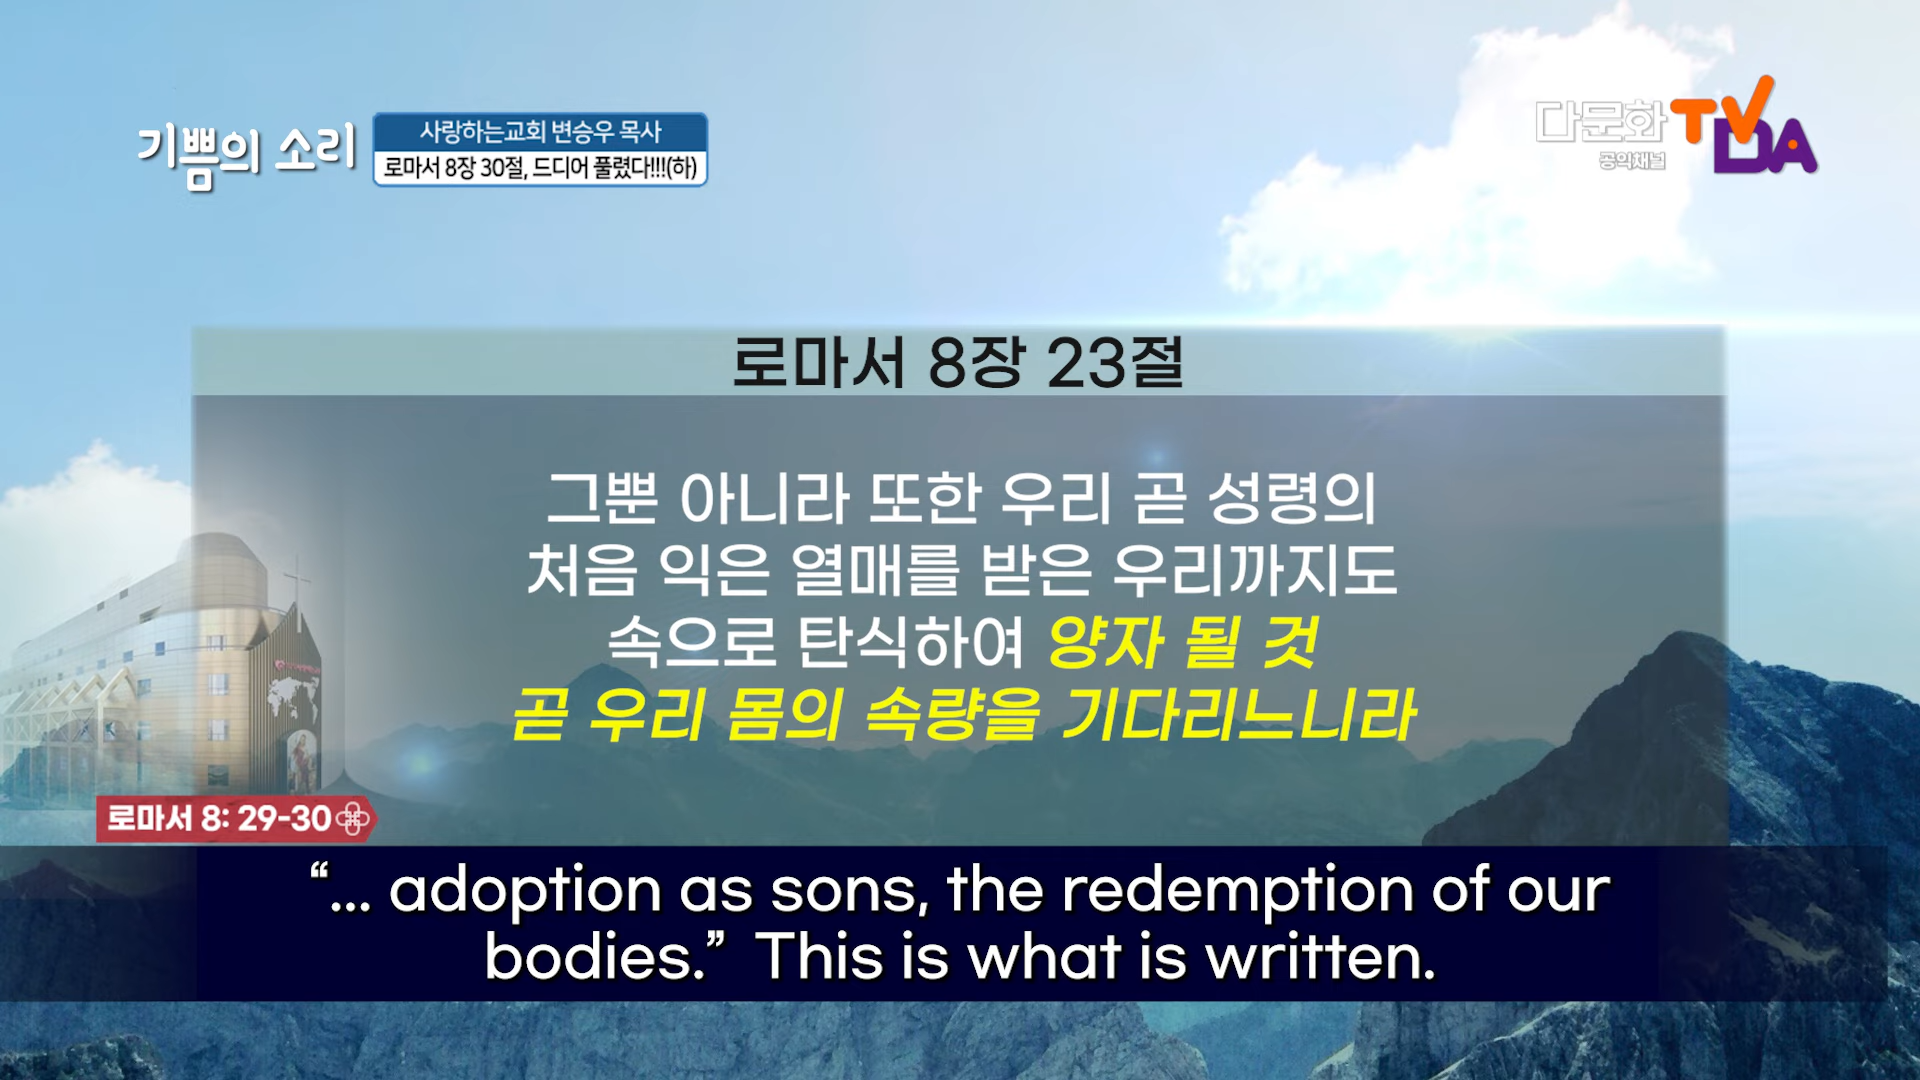 기쁨의 소리
사랑하는교회 변승우 목사
로마서 8장 30절, 드디어 풀렸다!!!(하)
다문화 TV DA
공익채널
로마서 8장 23절
그뿐 아니라 또한 우리 곧 성령의
처음 익은 열매를 받은 우리까지도
속으로 탄식하여 양자 될 것
곧 우리 몸의 속량을 기다리느니라
로마서 8: 29-30
“... adoption as sons, the redemption of our
bodies.” This is what is written.